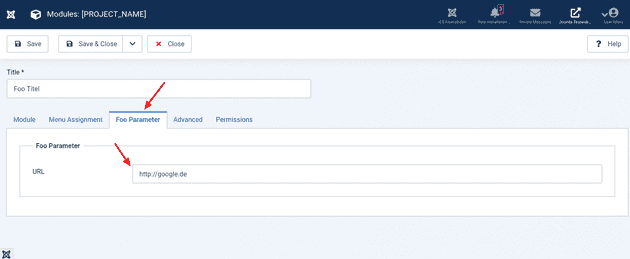 Modules: [PROJECT_NAME]
3
Save
Save & Close
Close
? Help
Title *
Foo Titel
Module
Menu Assignment
Foo Parameter
Advanced
Permissions
Foo Parameter
URL
http://google.de